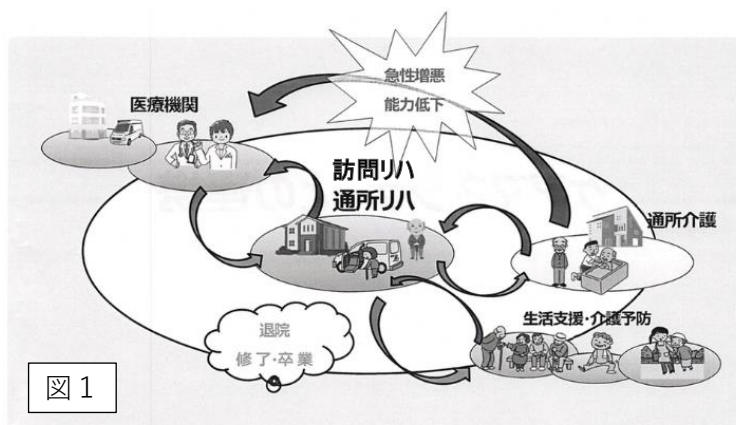 急性増悪
能力低下
医療機関
訪問リハ
通所リハ
通所介護
生活支援・介護予防
退院
修了・卒業
図1